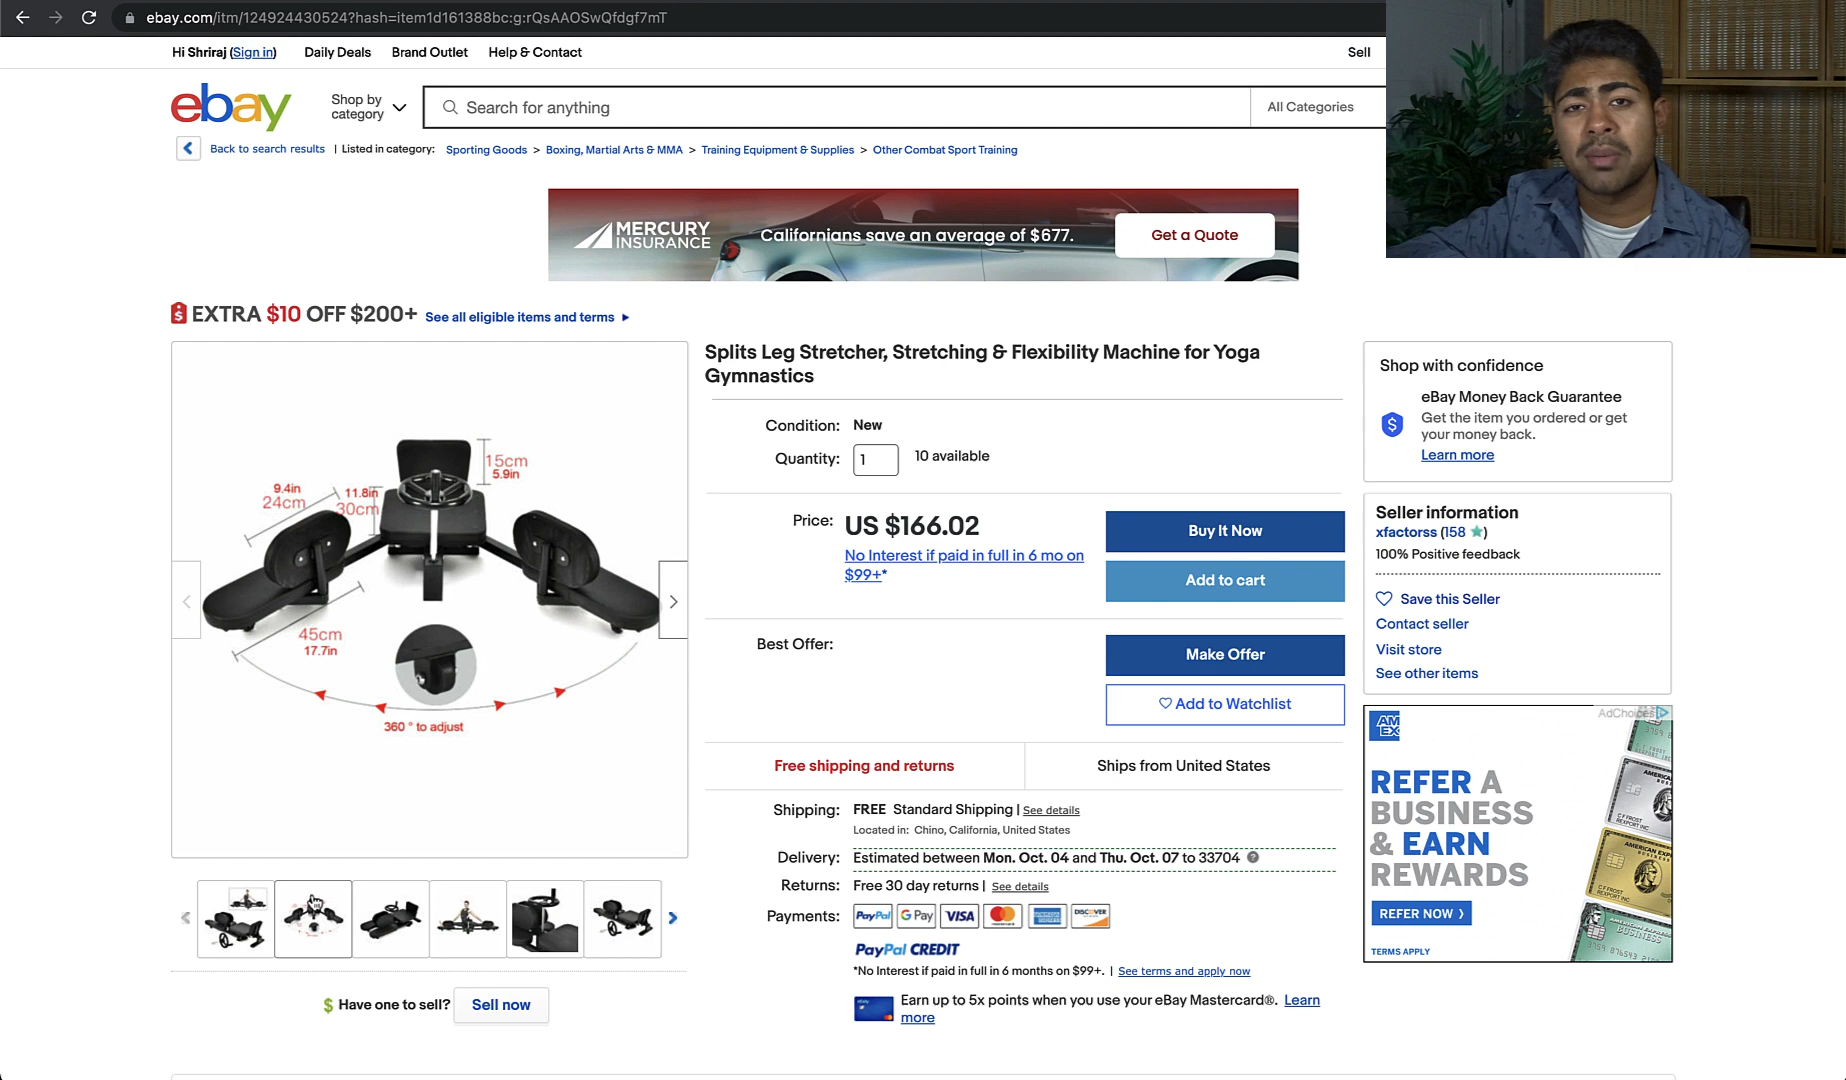 ebay.com/itm/124924430524?hash=item1d161388bc:g:rQsAAOSwQfdgf7mT
Hi Shriraj (Sign in) Daily Deals Brand Outlet Help & Contact Sell
ebay Shop by category Search for anything All Categories
Back to search results | Listed in category: Sporting Goods > Boxing, Martial Arts & MMA > Training Equipment & Supplies > Other Combat Sport Training
MERCURY INSURANCE Californians save an average of $677. Get a Quote
EXTRA $10 OFF $200+ See all eligible items and terms
15cm
5.9in
9.4in
24cm
11.8in
30cm
45cm
17.7in
360° to adjust
$ Have one to sell? Sell now
Splits Leg Stretcher, Stretching & Flexibility Machine for Yoga
Gymnastics
Condition: New
Quantity: 1 10 available
Price: US $166.02 Buy It Now
No Interest if paid in full in 6 mo on
$99+*
Add to cart
Best Offer: Make Offer
Add to Watchlist
Free shipping and returns Ships from United States
Shipping: FREE Standard Shipping | See details
Located in: Chino, California, United States
Delivery: Estimated between Mon. Oct. 04 and Thu. Oct. 07 to 33704
Returns: Free 30 day returns | See details
Payments: PayPal G Pay VISA MasterCard AMERICAN EXPRESS DISCOVER
PayPal CREDIT
*No Interest if paid in full in 6 months on $99+. | See terms and apply now
Earn up to 5x points when you use your eBay Mastercard®. Learn
more
Shop with confidence
eBay Money Back Guarantee
Get the item you ordered or get
your money back.
Learn more
Seller information
xfactorss (158)
100% Positive feedback
Save this Seller
Contact seller
Visit store
See other items
AdChoices
AM
EX
REFER A
BUSINESS
& EARN
REWARDS
REFER NOW
TERMS APPLY